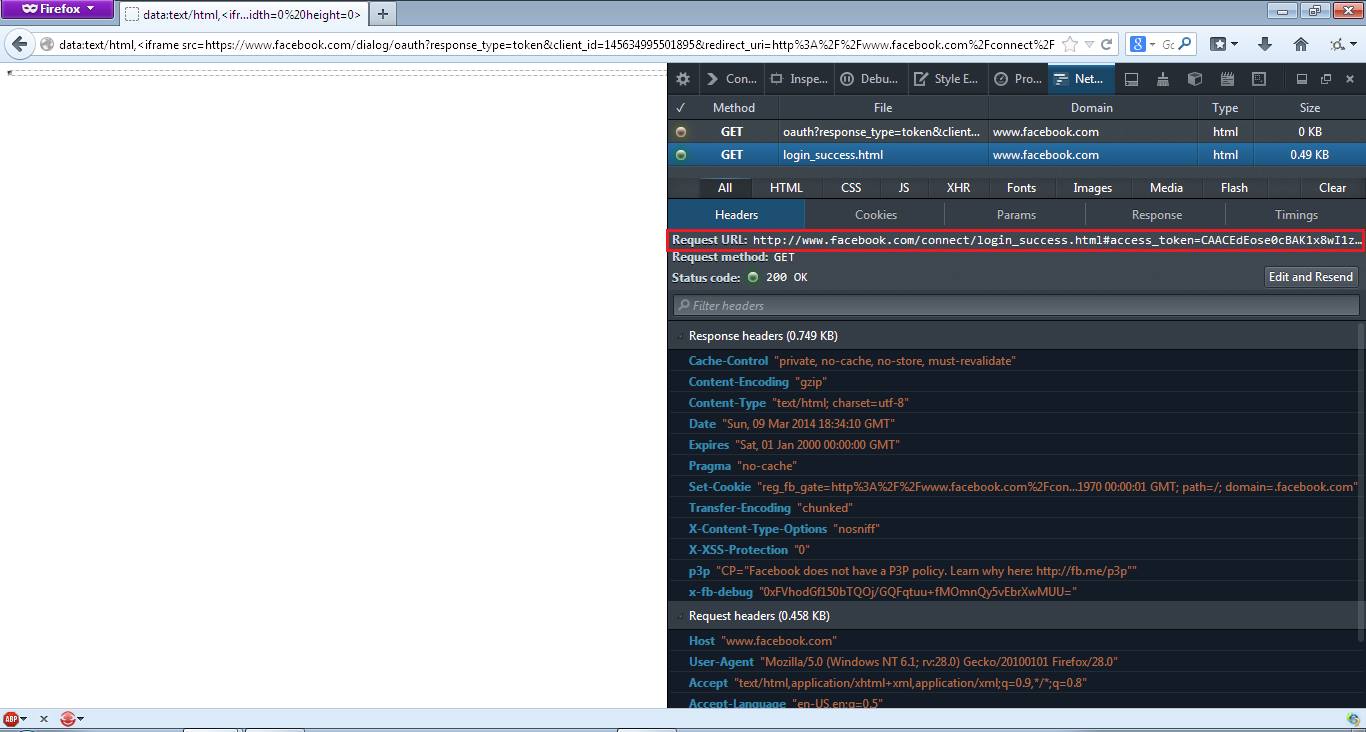 Firefox
data:text/html,<ifr...idth=0%20height=0>
data:text/html,<iframe src=https://www.facebook.com/dialog/oauth?response_type=token&client_id=145634995501895&redirect_uri=http%3A%2F%2Fwww.facebook.com%2Fconnect%2F
Con... Inspe... Debu... Style E... Pro... Net...
✓ Method File Domain Type Size
GET oauth?response_type=token&client... www.facebook.com html 0 KB
GET login_success.html www.facebook.com html 0.49 KB
All HTML CSS JS XHR Fonts Images Media Flash Clear
Headers Cookies Params Response Timings
Request URL: http://www.facebook.com/connect/login_success.html#access_token=CAACEdEose0cBAK1x8wI1z...
Request method: GET
Status code: 200 OK Edit and Resend
Filter headers
Response headers (0.749 KB)
Cache-Control "private, no-cache, no-store, must-revalidate"
Content-Encoding "gzip"
Content-Type "text/html; charset=utf-8"
Date "Sun, 09 Mar 2014 18:34:10 GMT"
Expires "Sat, 01 Jan 2000 00:00:00 GMT"
Pragma "no-cache"
Set-Cookie "reg_fb_gate=http%3A%2F%2Fwww.facebook.com%2Fcon...1970 00:00:01 GMT; path=/; domain=.facebook.com"
Transfer-Encoding "chunked"
X-Content-Type-Options "nosniff"
X-XSS-Protection "0"
p3p "CP="Facebook does not have a P3P policy. Learn why here: http://fb.me/p3p""
x-fb-debug "0xFVhodGf150bTQOj/GQFqtuu+fMOmnQy5vEbrXwMUU="
Request headers (0.458 KB)
Host "www.facebook.com"
User-Agent "Mozilla/5.0 (Windows NT 6.1; rv:28.0) Gecko/20100101 Firefox/28.0"
Accept "text/html,application/xhtml+xml,application/xml;q=0.9,*/*;q=0.8"
Accept-Language "en-US,en;q=0.5"
ABP